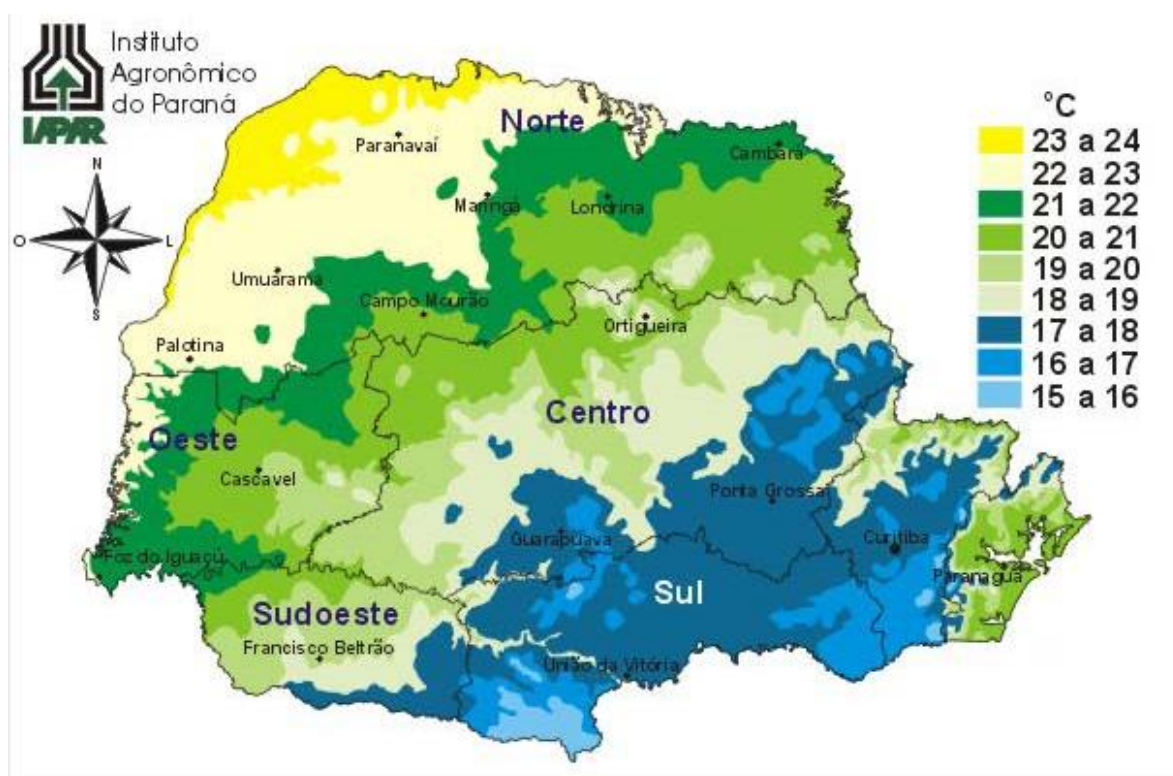 Instituto
Agronômico
do Paraná
IAPAR
N
O
L
S
°C
23 a 24
22 a 23
21 a 22
20 a 21
19 a 20
18 a 19
17 a 18
16 a 17
15 a 16
Norte
Paranavaí
Cambará
Maringá
Londrina
Umuarama
Campo Mourão
Ortigueira
Palotina
Centro
Oeste
Cascavel
Ponta Grossa
Guarapuava
Curitiba
Foz do Iguaçú
Paranaguá
Sul
Sudoeste
Francisco Beltrão
União da Vitória